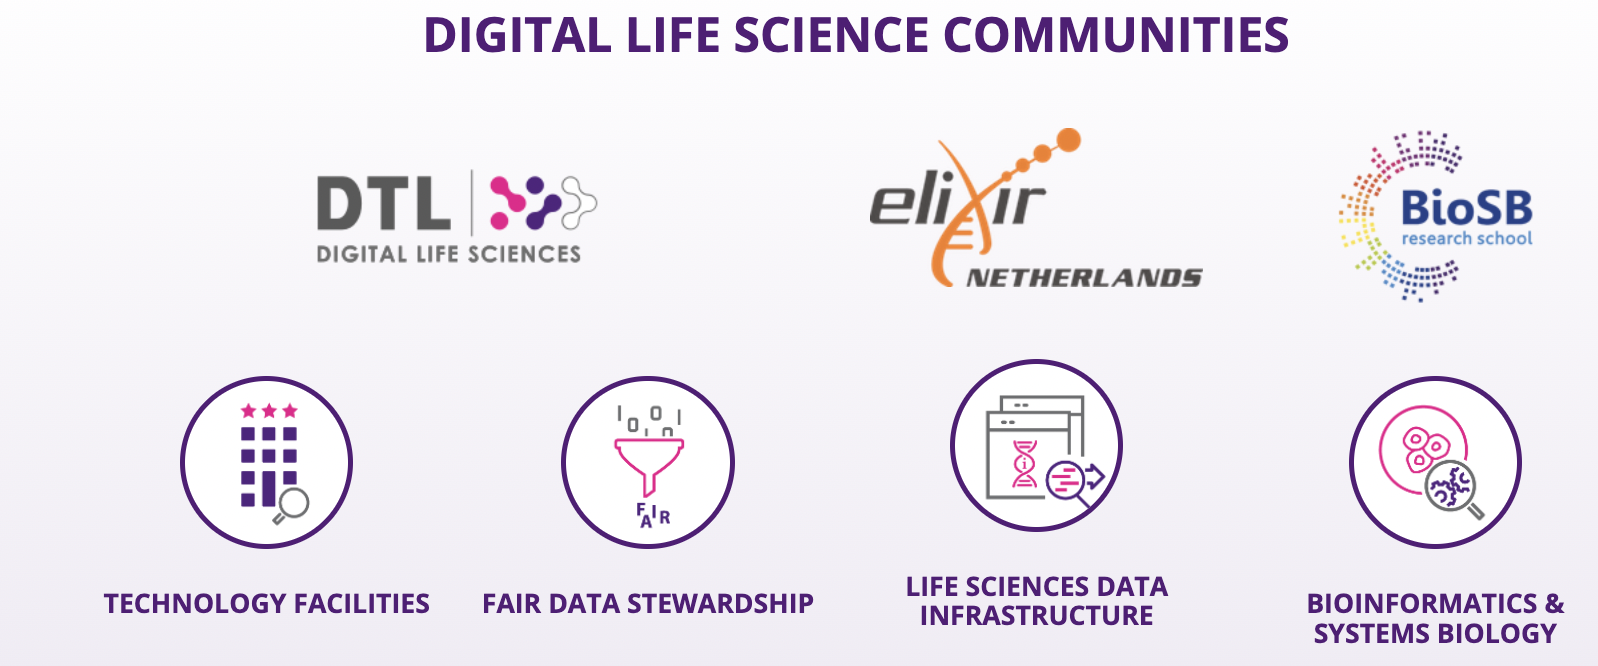 DIGITAL LIFE SCIENCE COMMUNITIES
DTL
DIGITAL LIFE SCIENCES
elixir
NETHERLANDS
BioSB
research school
FAIR
TECHNOLOGY FACILITIES
FAIR DATA STEWARDSHIP
LIFE SCIENCES DATA
INFRASTRUCTURE
BIOINFORMATICS &
SYSTEMS BIOLOGY